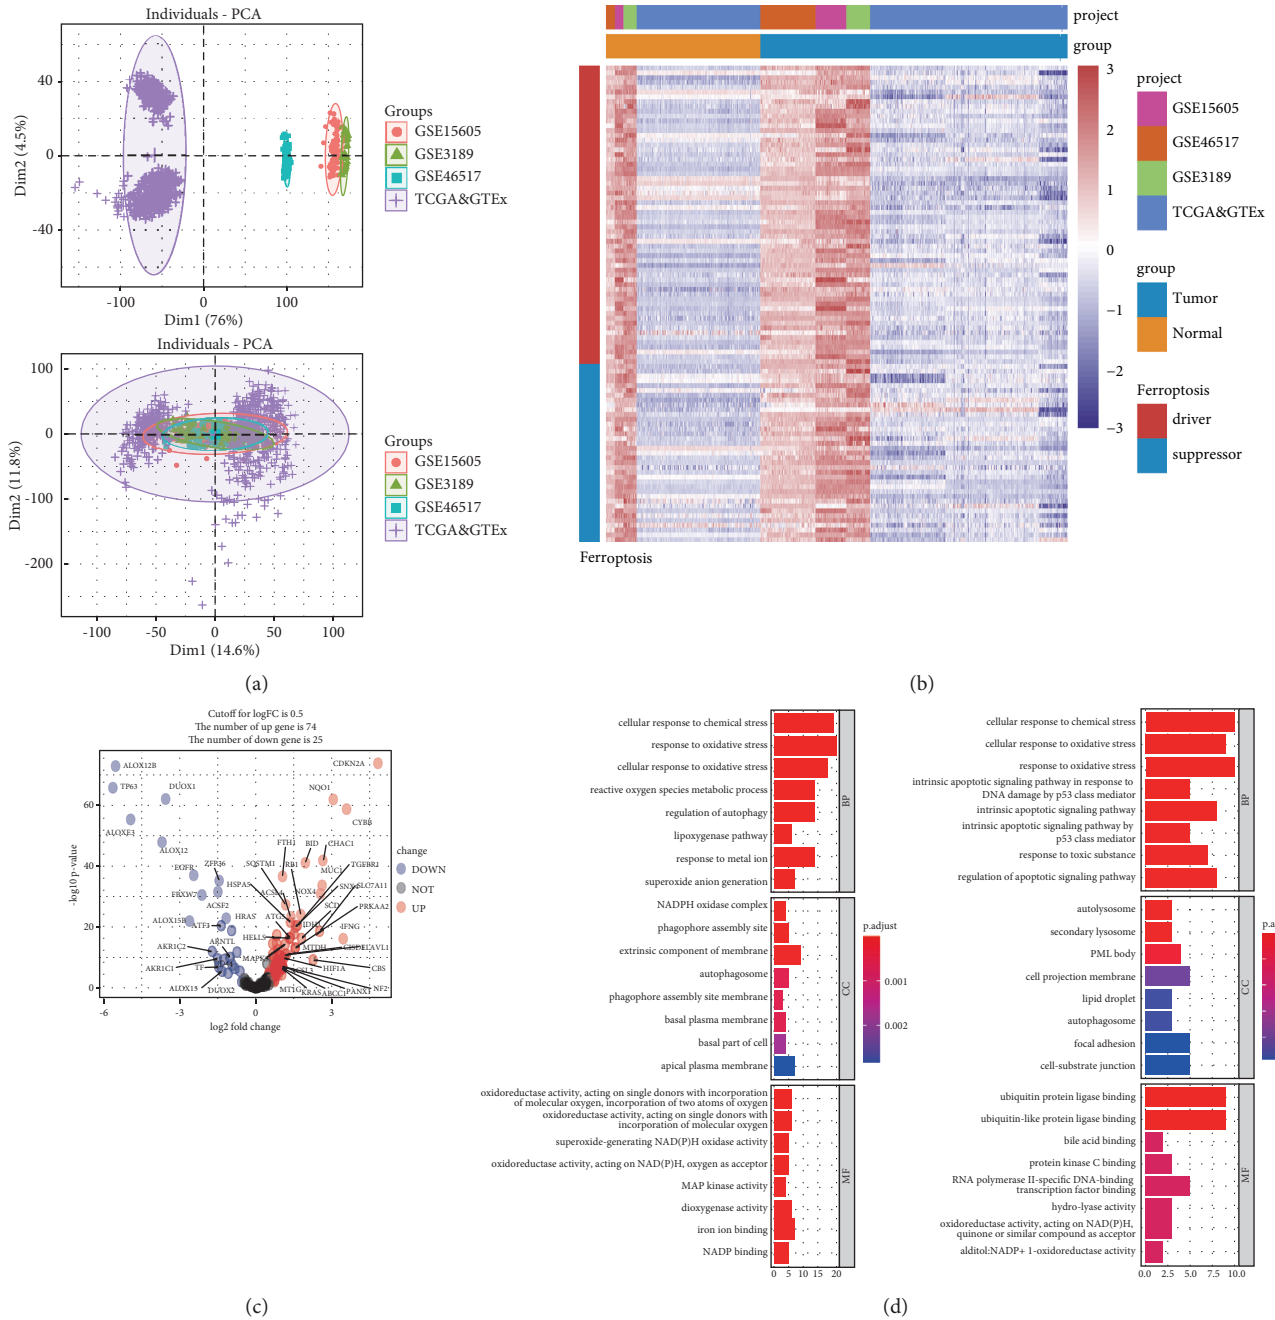 Individuals - PCA
Dim2 (4.5%)
40
0
-40
-100
0
100
Dim1 (76%)
Groups
GSE15605
GSE3189
GSE46517
TCGA&GTEx
Individuals - PCA
Dim2 (11.8%)
100
0
-100
-200
-100
-50
0
50
100
Dim1 (14.6%)
Groups
GSE15605
GSE3189
GSE46517
TCGA&GTEx
(a)
project
group
Ferroptosis
3
2
1
0
−1
−2
−3
project
GSE15605
GSE46517
GSE3189
TCGA&GTEx
group
Tumor
Normal
Ferroptosis
driver
suppressor
(b)
Cutoff for logFC is 0.5
The number of up gene is 74
The number of down gene is 25
-log10 p-value
60
40
20
0
-6
-3
0
3
log2 fold change
ALOX12B
CDKN2A
TP63
DUOX1
NQO1
CYBB
ALOXE3
ALOX12
FTH1
BID
CHAC1
EGFR
ZFP36
SQSTM1
RB1
TGFBR1
MUC1
HSPA5
SLC7A11
FBXW7
ACSF2
NOX4
SCD
PRKAA2
ALOX15B
ATF3
HRAS
IDH1
IFNG
ARNTL
HELLS
AKR1C2
MTDH
CISD1
ELAVL1
AKR1C1
TF
HIF1A
CBS
ALOX15
DUOX2
MT1G
KRAS
ABCC1
PANX1
NF2
change
DOWN
NOT
UP
(c)
cellular response to chemical stress
response to oxidative stress
cellular response to oxidative stress
reactive oxygen species metabolic process
regulation of autophagy
lipoxygenase pathway
response to metal ion
superoxide anion generation
BP
NADPH oxidase complex
phagophore assembly site
extrinsic component of membrane
autophagosome
phagophore assembly site membrane
basal plasma membrane
basal part of cell
apical plasma membrane
CC
oxidoreductase activity, acting on single donors with incorporation
of molecular oxygen, incorporation of two atoms of oxygen
oxidoreductase activity, acting on single donors with
incorporation of molecular oxygen
superoxide-generating NAD(P)H oxidase activity
oxidoreductase activity, acting on NAD(P)H, oxygen as acceptor
MAP kinase activity
dioxygenase activity
iron ion binding
NADP binding
MF
0
5
10
15
20
p.adjust
0.001
0.002
cellular response to chemical stress
cellular response to oxidative stress
response to oxidative stress
intrinsic apoptotic signaling pathway in response to
DNA damage by p53 class mediator
intrinsic apoptotic signaling pathway
intrinsic apoptotic signaling pathway by
p53 class mediator
response to toxic substance
regulation of apoptotic signaling pathway
BP
autolysosome
secondary lysosome
PML body
cell projection membrane
lipid droplet
autophagosome
focal adhesion
cell-substrate junction
CC
ubiquitin protein ligase binding
ubiquitin-like protein ligase binding
bile acid binding
protein kinase C binding
RNA polymerase II-specific DNA-binding
transcription factor binding
hydro-lyase activity
oxidoreductase activity, acting on NAD(P)H,
quinone or similar compound as acceptor
alditol:NADP+ 1-oxidoreductase activity
MF
0.0
2.5
5.0
7.5
10.0
p.a
(d)